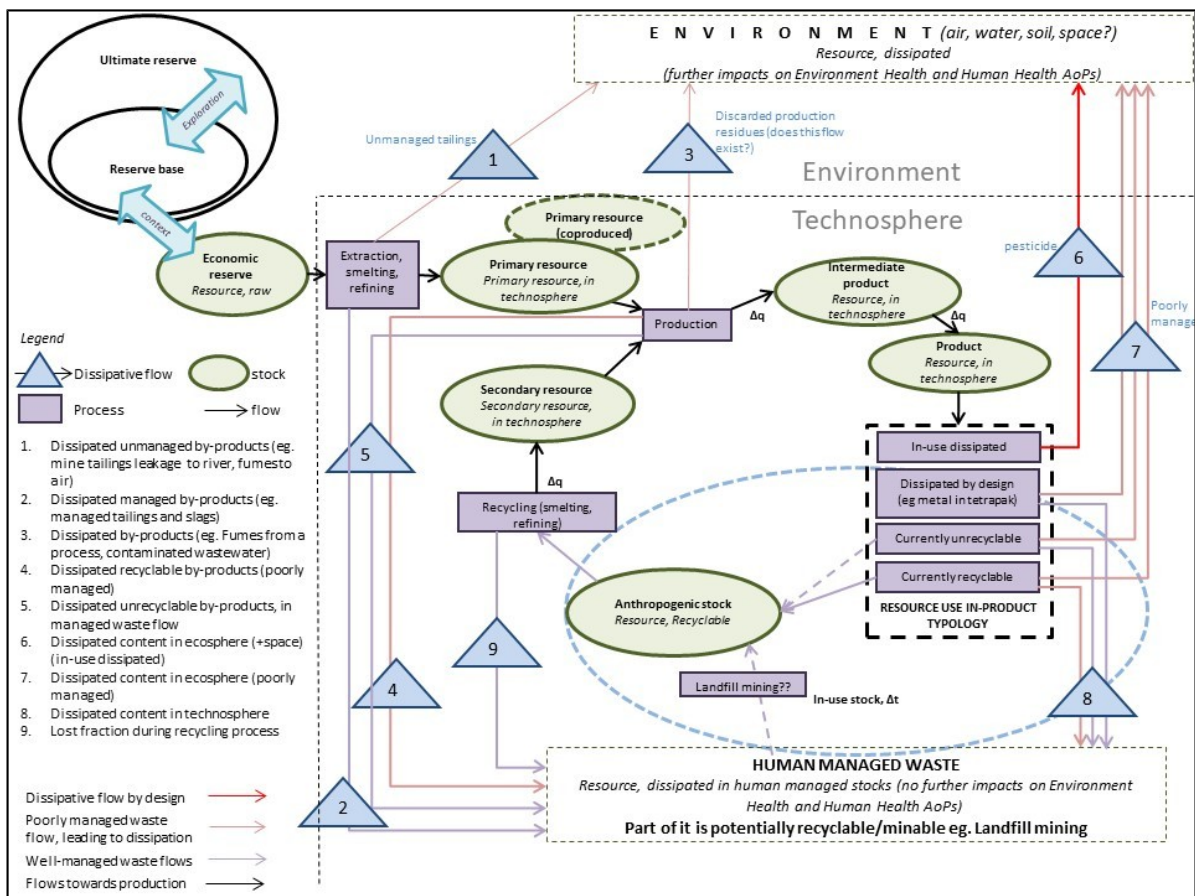 E N V I R O N M E N T (air, water, soil, space?)
Resource, dissipated
(further impacts on Environment Health and Human Health AoPs)
Ultimate reserve
Exploration
Reserve base
context
Economic
reserve
Resource, raw
Unmanaged tailings
1
Discarded production
residues (does this flow
exist?)
3
Environment
Technosphere
Extraction,
smelting,
refining
Primary resource
(coproduced)
Primary resource
Primary resource, in
technosphere
Production
Δq
Intermediate
product
Resource, in
technosphere
Δq
Product
Resource, in
technosphere
pesticide
6
Poorly
manage
7
Secondary resource
Secondary resource,
in technosphere
Δq
Recycling (smelting,
refining)
In-use dissipated
Dissipated by design
(eg metal in tetrapak)
Currently unrecyclable
Currently recyclable
RESOURCE USE IN-PRODUCT
TYPOLOGY
Anthropogenic stock
Resource, Recyclable
Landfill mining??
In-use stock, Δt
5
9
4
8
2
HUMAN MANAGED WASTE
Resource, dissipated in human managed stocks (no further impacts on Environment
Health and Human Health AoPs)
Part of it is potentially recyclable/minable eg. Landfill mining
Legend
Dissipative flow
stock
Process
flow
1. Dissipated unmanaged by-products (eg.
mine tailings leakage to river, fumesto
air)
2. Dissipated managed by-products (eg.
managed tailings and slags)
3. Dissipated by-products (eg. Fumes from a
process, contaminated wastewater)
4. Dissipated recyclable by-products (poorly
managed)
5. Dissipated unrecyclable by-products, in
managed waste flow
6. Dissipated content in ecosphere (+space)
(in-use dissipated)
7. Dissipated content in ecosphere (poorly
managed)
8. Dissipated content in technosphere
9. Lost fraction during recycling process
Dissipative flow by design
Poorly managed waste
flow, leading to dissipation
Well-managed waste flows
Flows towards production